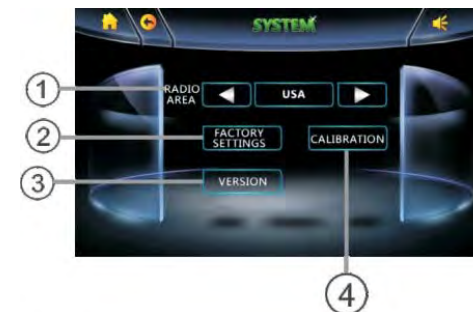 SYSTEM
1
RADIO
AREA
USA
2
FACTORY
SETTINGS
CALIBRATION
3
VERSION
4